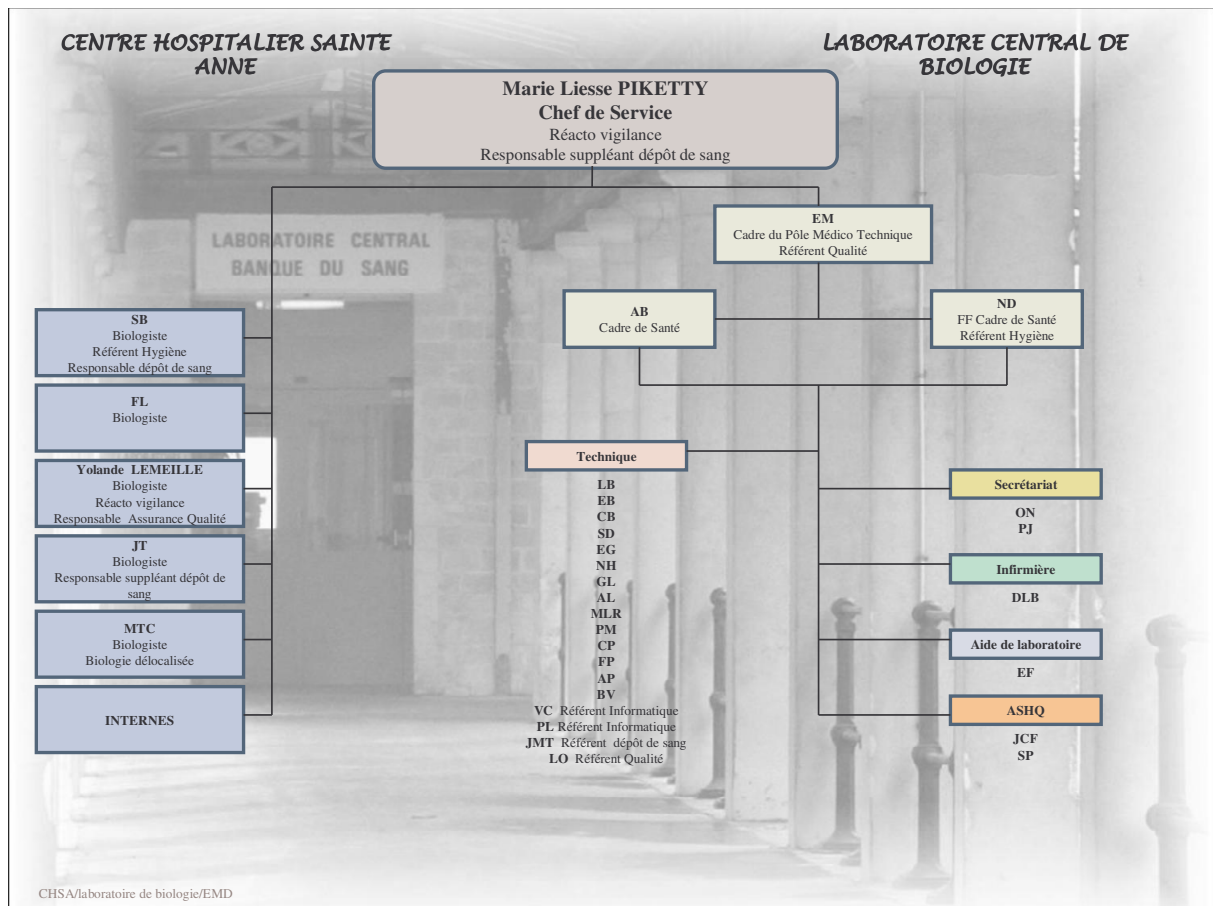 CENTRE HOSPITALIER SAINTE
ANNE
LABORATOIRE CENTRAL DE
BIOLOGIE
Marie Liesse PIKETTY
Chef de Service
Réacto vigilance
Responsable suppléant dépôt de sang
EM
Cadre du Pôle Médico Technique
Référent Qualité
LABORATOIRE CENTRAL
BANQUE DU SANG
AB
Cadre de Santé
ND
FF Cadre de Santé
Référent Hygiène
SB
Biologiste
Référent Hygiène
Responsable dépôt de sang
FL
Biologiste
Yolande LEMEILLE
Biologiste
Réacto vigilance
Responsable Assurance Qualité
JT
Biologiste
Responsable suppléant dépôt de
sang
MTC
Biologiste
Biologie délocalisée
INTERNES
Technique
LB
EB
CB
SD
EG
NH
GL
AL
MLR
PM
CP
FP
AP
BV
VC Référent Informatique
PL Référent Informatique
JMT Référent dépôt de sang
LO Référent Qualité
Secrétariat
ON
PJ
Infirmière
DLB
Aide de laboratoire
EF
ASHQ
JCF
SP
CHSA/laboratoire de biologie/EMD